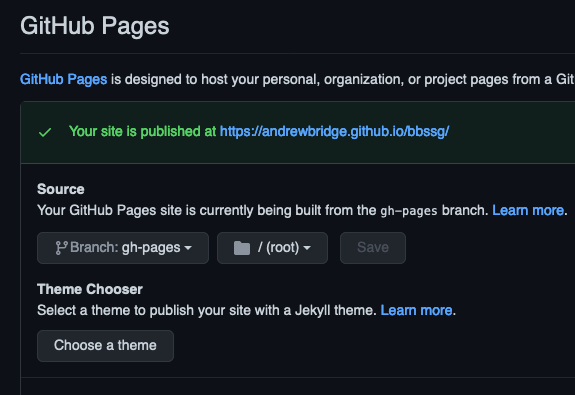 GitHub Pages
GitHub Pages is designed to host your personal, organization, or project pages from a Git
Your site is published at https://andrewbridge.github.io/bbssg/
Source
Your GitHub Pages site is currently being built from the gh-pages branch. Learn more.
Branch: gh-pages
/ (root)
Save
Theme Chooser
Select a theme to publish your site with a Jekyll theme. Learn more.
Choose a theme